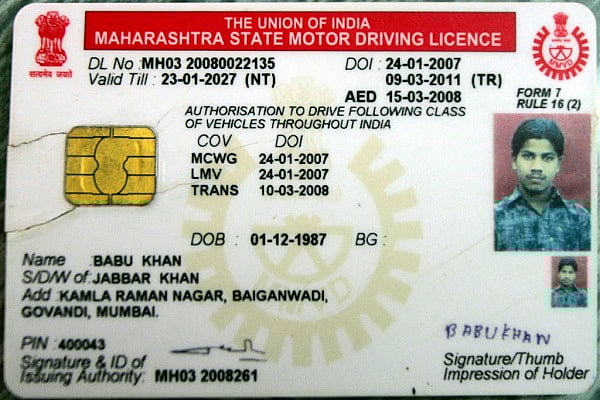 THE UNION OF INDIA
MAHARASHTRA STATE MOTOR DRIVING LICENCE
सत्यमेव जयते
MMVD
DL No : MH03 20080022135 DOI : 24-01-2007
Valid Till : 23-01-2027 (NT) 09-03-2011 (TR)
AED 15-03-2008
FORM 7
RULE 16 (2)
AUTHORISATION TO DRIVE FOLLOWING CLASS
OF VEHICLES THROUGHOUT INDIA
COV DOI
MCWG 24-01-2007
LMV 24-01-2007
TRANS 10-03-2008
DOB : 01-12-1987 BG :
Name : BABU KHAN
S/D/W of : JABBAR KHAN
Add : KAMLA RAMAN NAGAR, BAIGANWADI,
GOVANDI, MUMBAI.
MMVD
PIN : 400043
Signature & ID of
Issuing Authority: MH03 2008261
BABUKHAN
Signature/Thumb
Impression of Holder